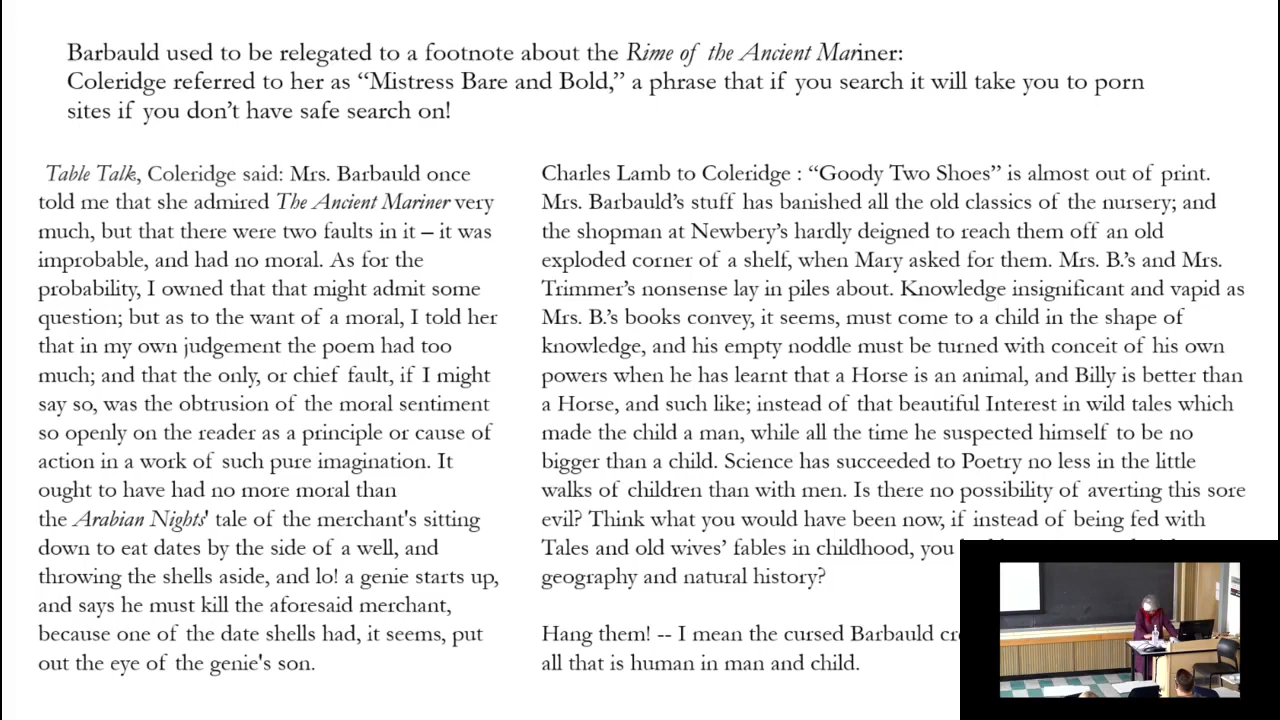 Barbauld used to be relegated to a footnote about the Rime of the Ancient Mariner:
Coleridge referred to her as “Mistress Bare and Bold,” a phrase that if you search it will take you to porn
sites if you don’t have safe search on!
Table Talk, Coleridge said: Mrs. Barbauld once
told me that she admired The Ancient Mariner very
much, but that there were two faults in it – it was
improbable, and had no moral. As for the
probability, I owned that that might admit some
question; but as to the want of a moral, I told her
that in my own judgement the poem had too
much; and that the only, or chief fault, if I might
say so, was the obtrusion of the moral sentiment
so openly on the reader as a principle or cause of
action in a work of such pure imagination. It
ought to have had no more moral than
the Arabian Nights' tale of the merchant's sitting
down to eat dates by the side of a well, and
throwing the shells aside, and lo! a genie starts up,
and says he must kill the aforesaid merchant,
because one of the date shells had, it seems, put
out the eye of the genie's son.
Charles Lamb to Coleridge : “Goody Two Shoes” is almost out of print.
Mrs. Barbauld’s stuff has banished all the old classics of the nursery; and
the shopman at Newbery’s hardly deigned to reach them off an old
exploded corner of a shelf, when Mary asked for them. Mrs. B.’s and Mrs.
Trimmer’s nonsense lay in piles about. Knowledge insignificant and vapid as
Mrs. B.’s books convey, it seems, must come to a child in the shape of
knowledge, and his empty noddle must be turned with conceit of his own
powers when he has learnt that a Horse is an animal, and Billy is better than
a Horse, and such like; instead of that beautiful Interest in wild tales which
made the child a man, while all the time he suspected himself to be no
bigger than a child. Science has succeeded to Poetry no less in the little
walks of children than with men. Is there no possibility of averting this sore
evil? Think what you would have been now, if instead of being fed with
Tales and old wives’ fables in childhood, you
geography and natural history?
Hang them! -- I mean the cursed Barbauld
all that is human in man and child.